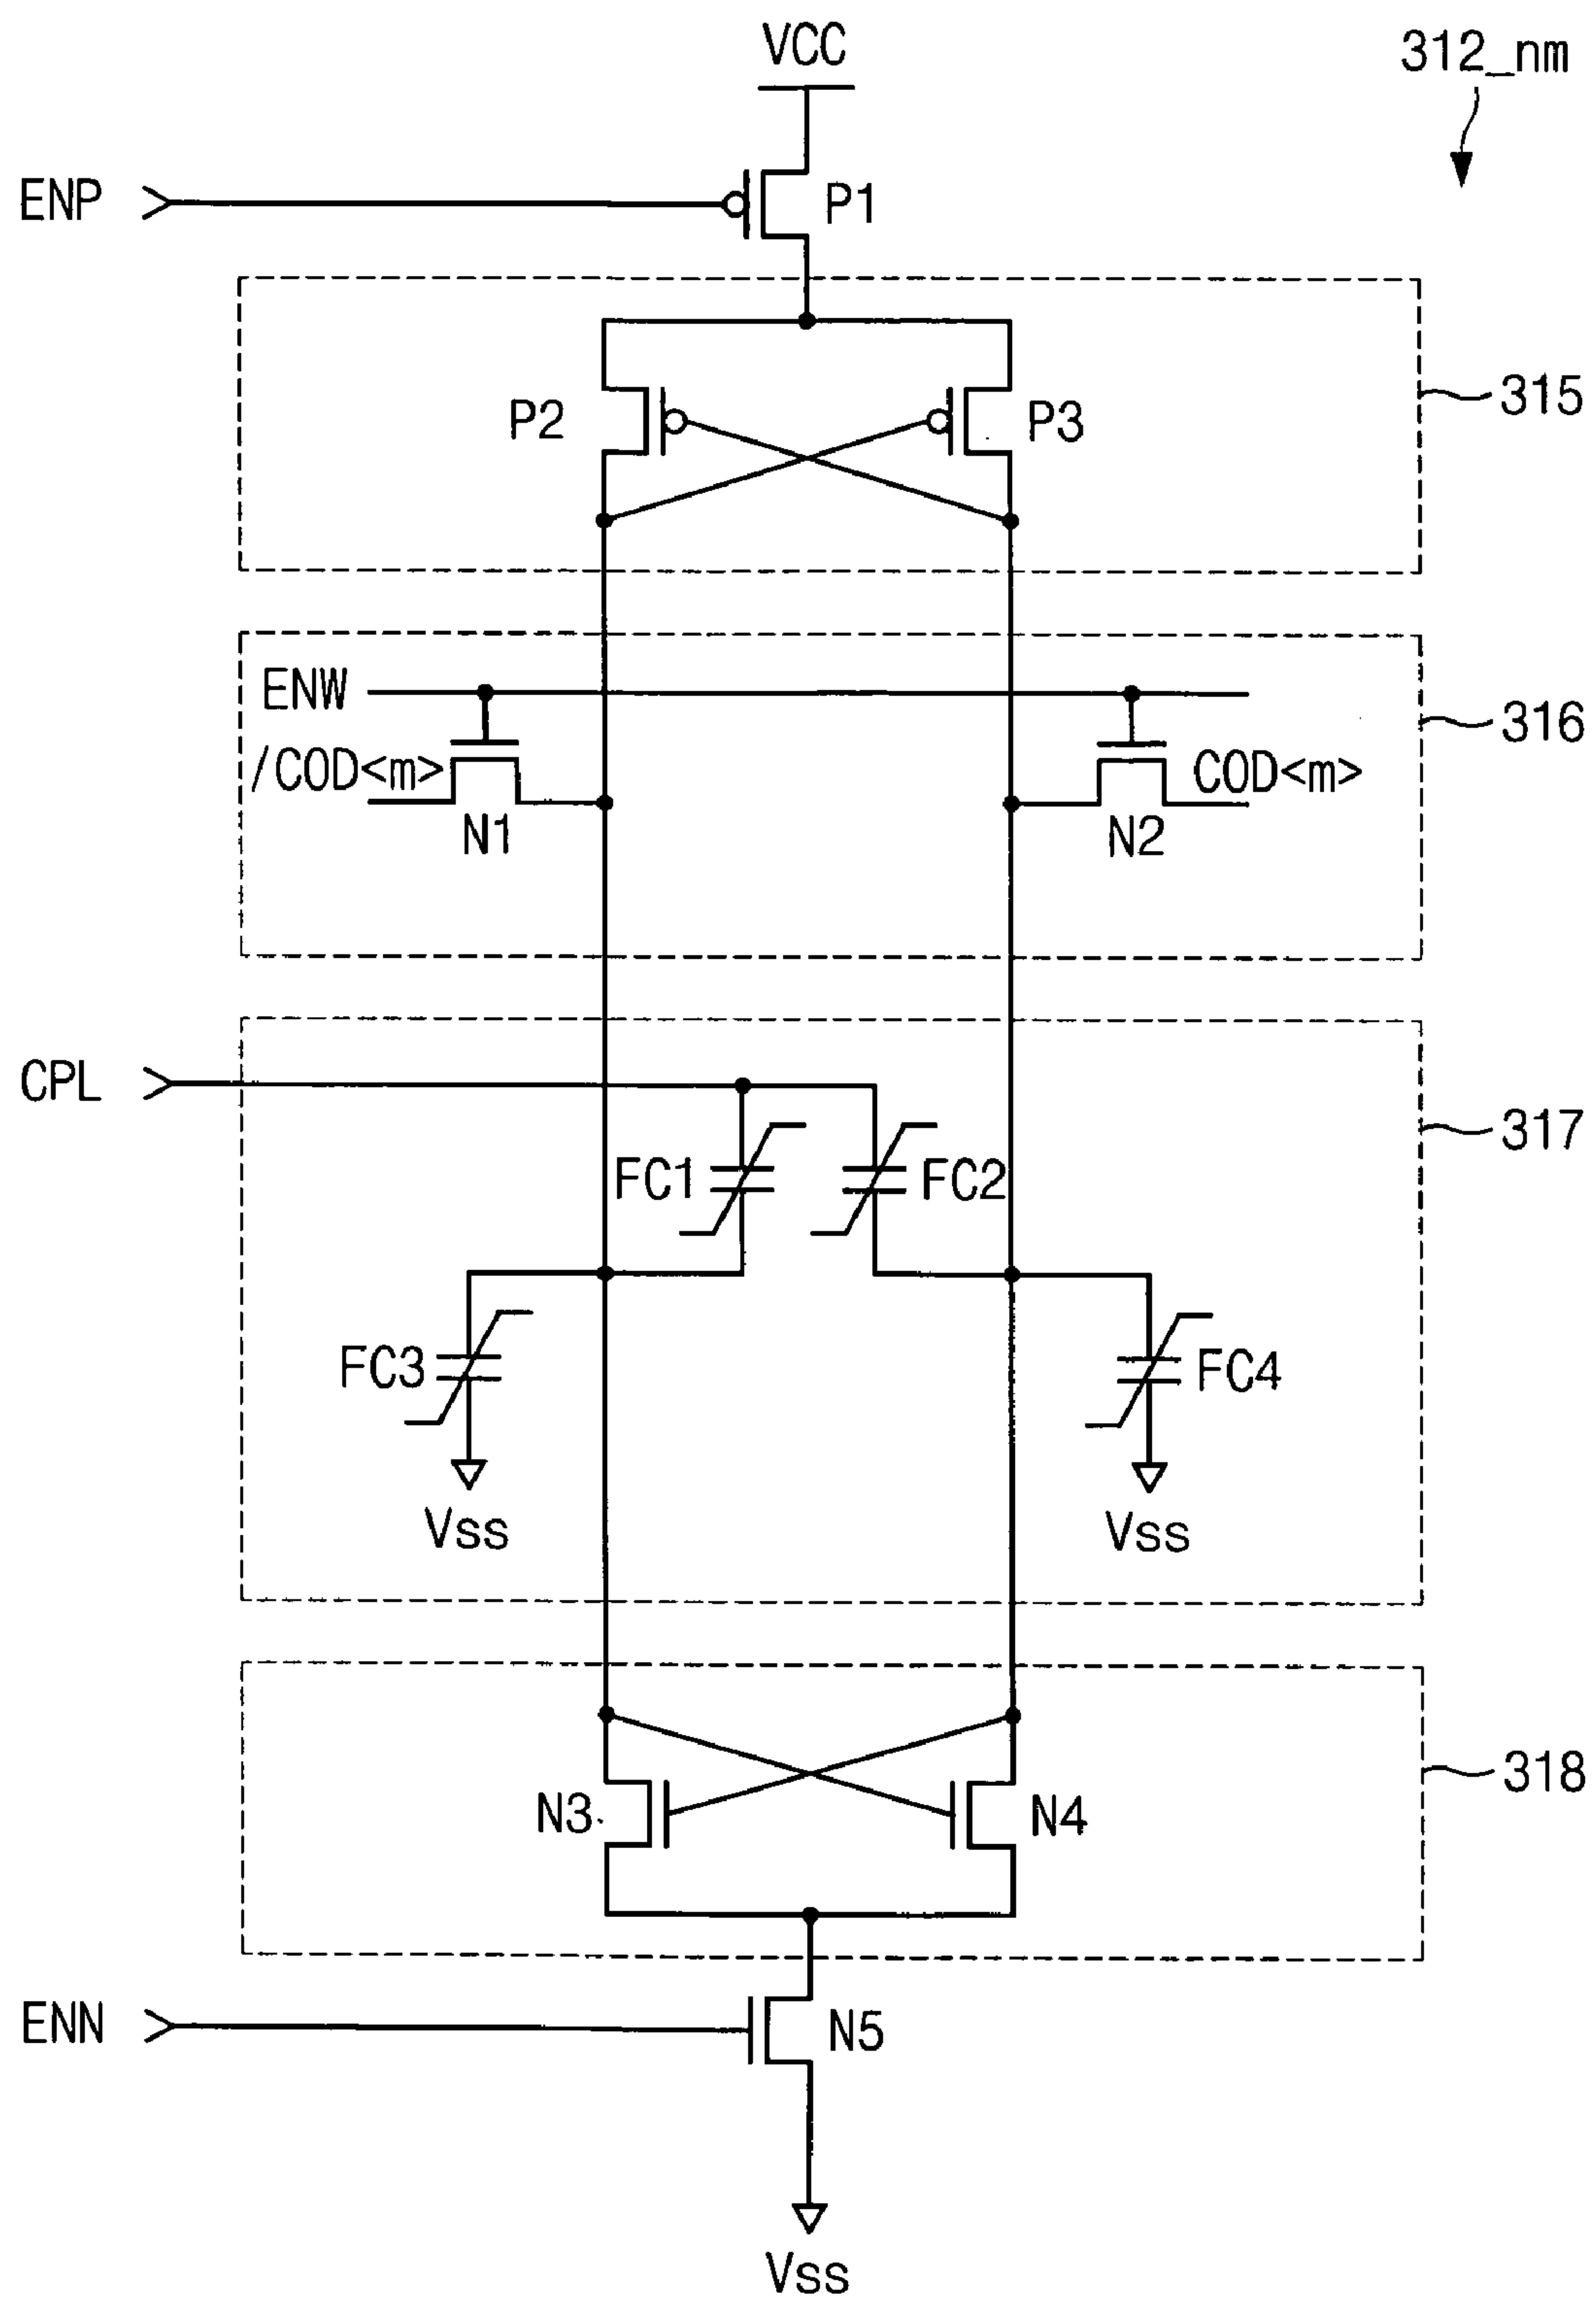 VCC
312_nm
ENP
P1
P2
P3
315
ENW
/COD<m>
COD<m>
N1
N2
316
CPL
FC1
FC2
317
FC3
FC4
Vss
Vss
N3
N4
318
ENN
N5
Vss